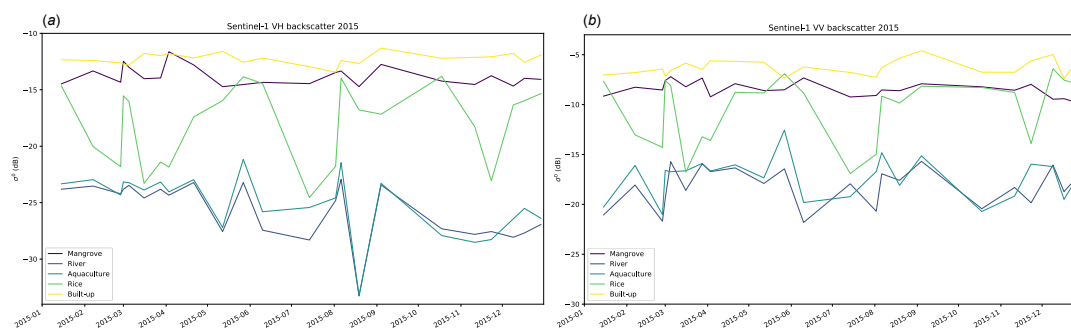 (a)
Sentinel-1 VH backscatter 2015
−10
−15
−20
−25
−30
σ⁰ (dB)
Mangrove
River
Aquaculture
Rice
Built-up
2015-01
2015-02
2015-03
2015-04
2015-05
2015-06
2015-07
2015-08
2015-09
2015-10
2015-11
2015-12
(b)
Sentinel-1 VV backscatter 2015
−5
−10
−15
−20
−25
−30
σ⁰ (dB)
Mangrove
River
Aquaculture
Rice
Built-up
2015-01
2015-02
2015-03
2015-04
2015-05
2015-06
2015-07
2015-08
2015-09
2015-10
2015-11
2015-12